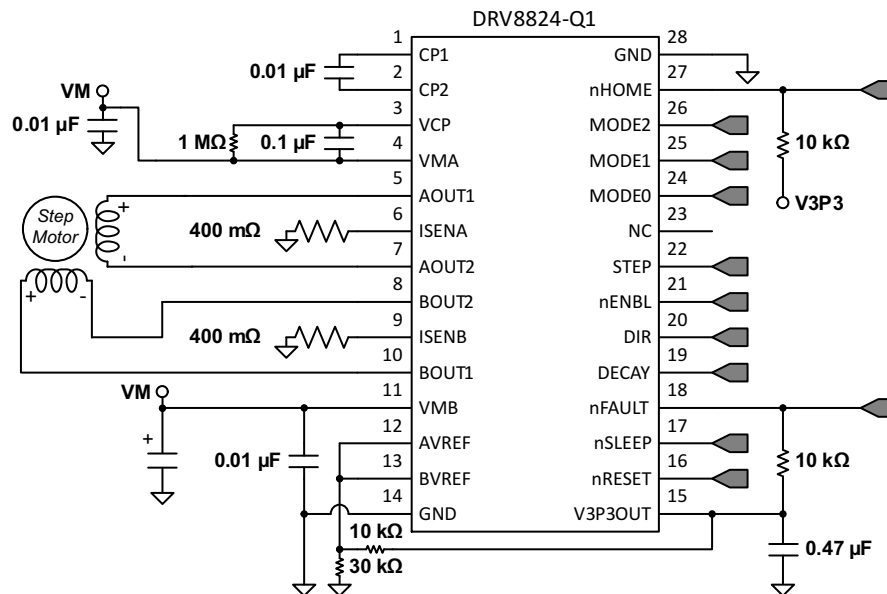 DRV8824-Q1
1
CP1
2
CP2
0.01 µF
VM
0.01 µF
3
VCP
1 MΩ
0.1 µF
4
VMA
5
AOUT1
+
Step
Motor
-
6
ISENA
400 mΩ
7
AOUT2
8
BOUT2
+
-
9
ISENB
400 mΩ
10
BOUT1
VM
11
VMB
+
0.01 µF
12
AVREF
13
BVREF
14
GND
10 kΩ
30 kΩ
28
GND
27
nHOME
26
MODE2
10 kΩ
25
MODE1
24
MODE0
V3P3
23
NC
22
STEP
21
nENBL
20
DIR
19
DECAY
18
nFAULT
17
nSLEEP
10 kΩ
16
nRESET
15
V3P3OUT
0.47 µF